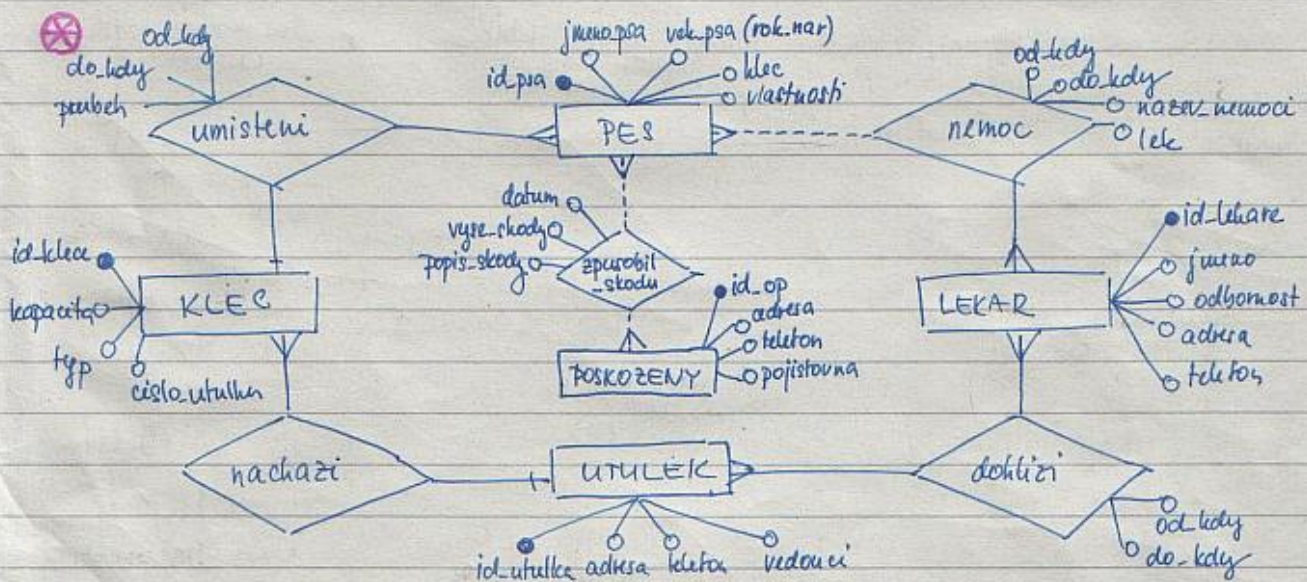 od_kdy
do_kdy
prubeh
umisteni
jmeno_psa vek_psa (rok_nar)
id_psa
klec
vlastnosti
PES
od_kdy
do_kdy
nazev_nemoci
lek
nemoc
datum
vyse_skody
popis_skody
zpusobil
_skodu
id_klece
kapacita
typ
cislo_utulku
KLEC
id_op
adresa
telefon
pojistovna
POSKOZENY
id_lekare
jmeno
odbornost
adresa
telefon
LEKAR
nachazi
UTULEK
dohlizi
od_kdy
do_kdy
id_utulku adresa telefon vedouci